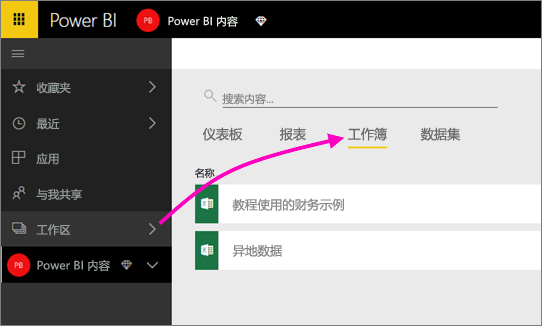 Power BI
PB Power BI 内容
收藏夹
最近
应用
与我共享
工作区
PB Power BI 内容
搜索内容...
仪表板 报表 工作簿 数据集
名称
教程使用的财务示例
异地数据